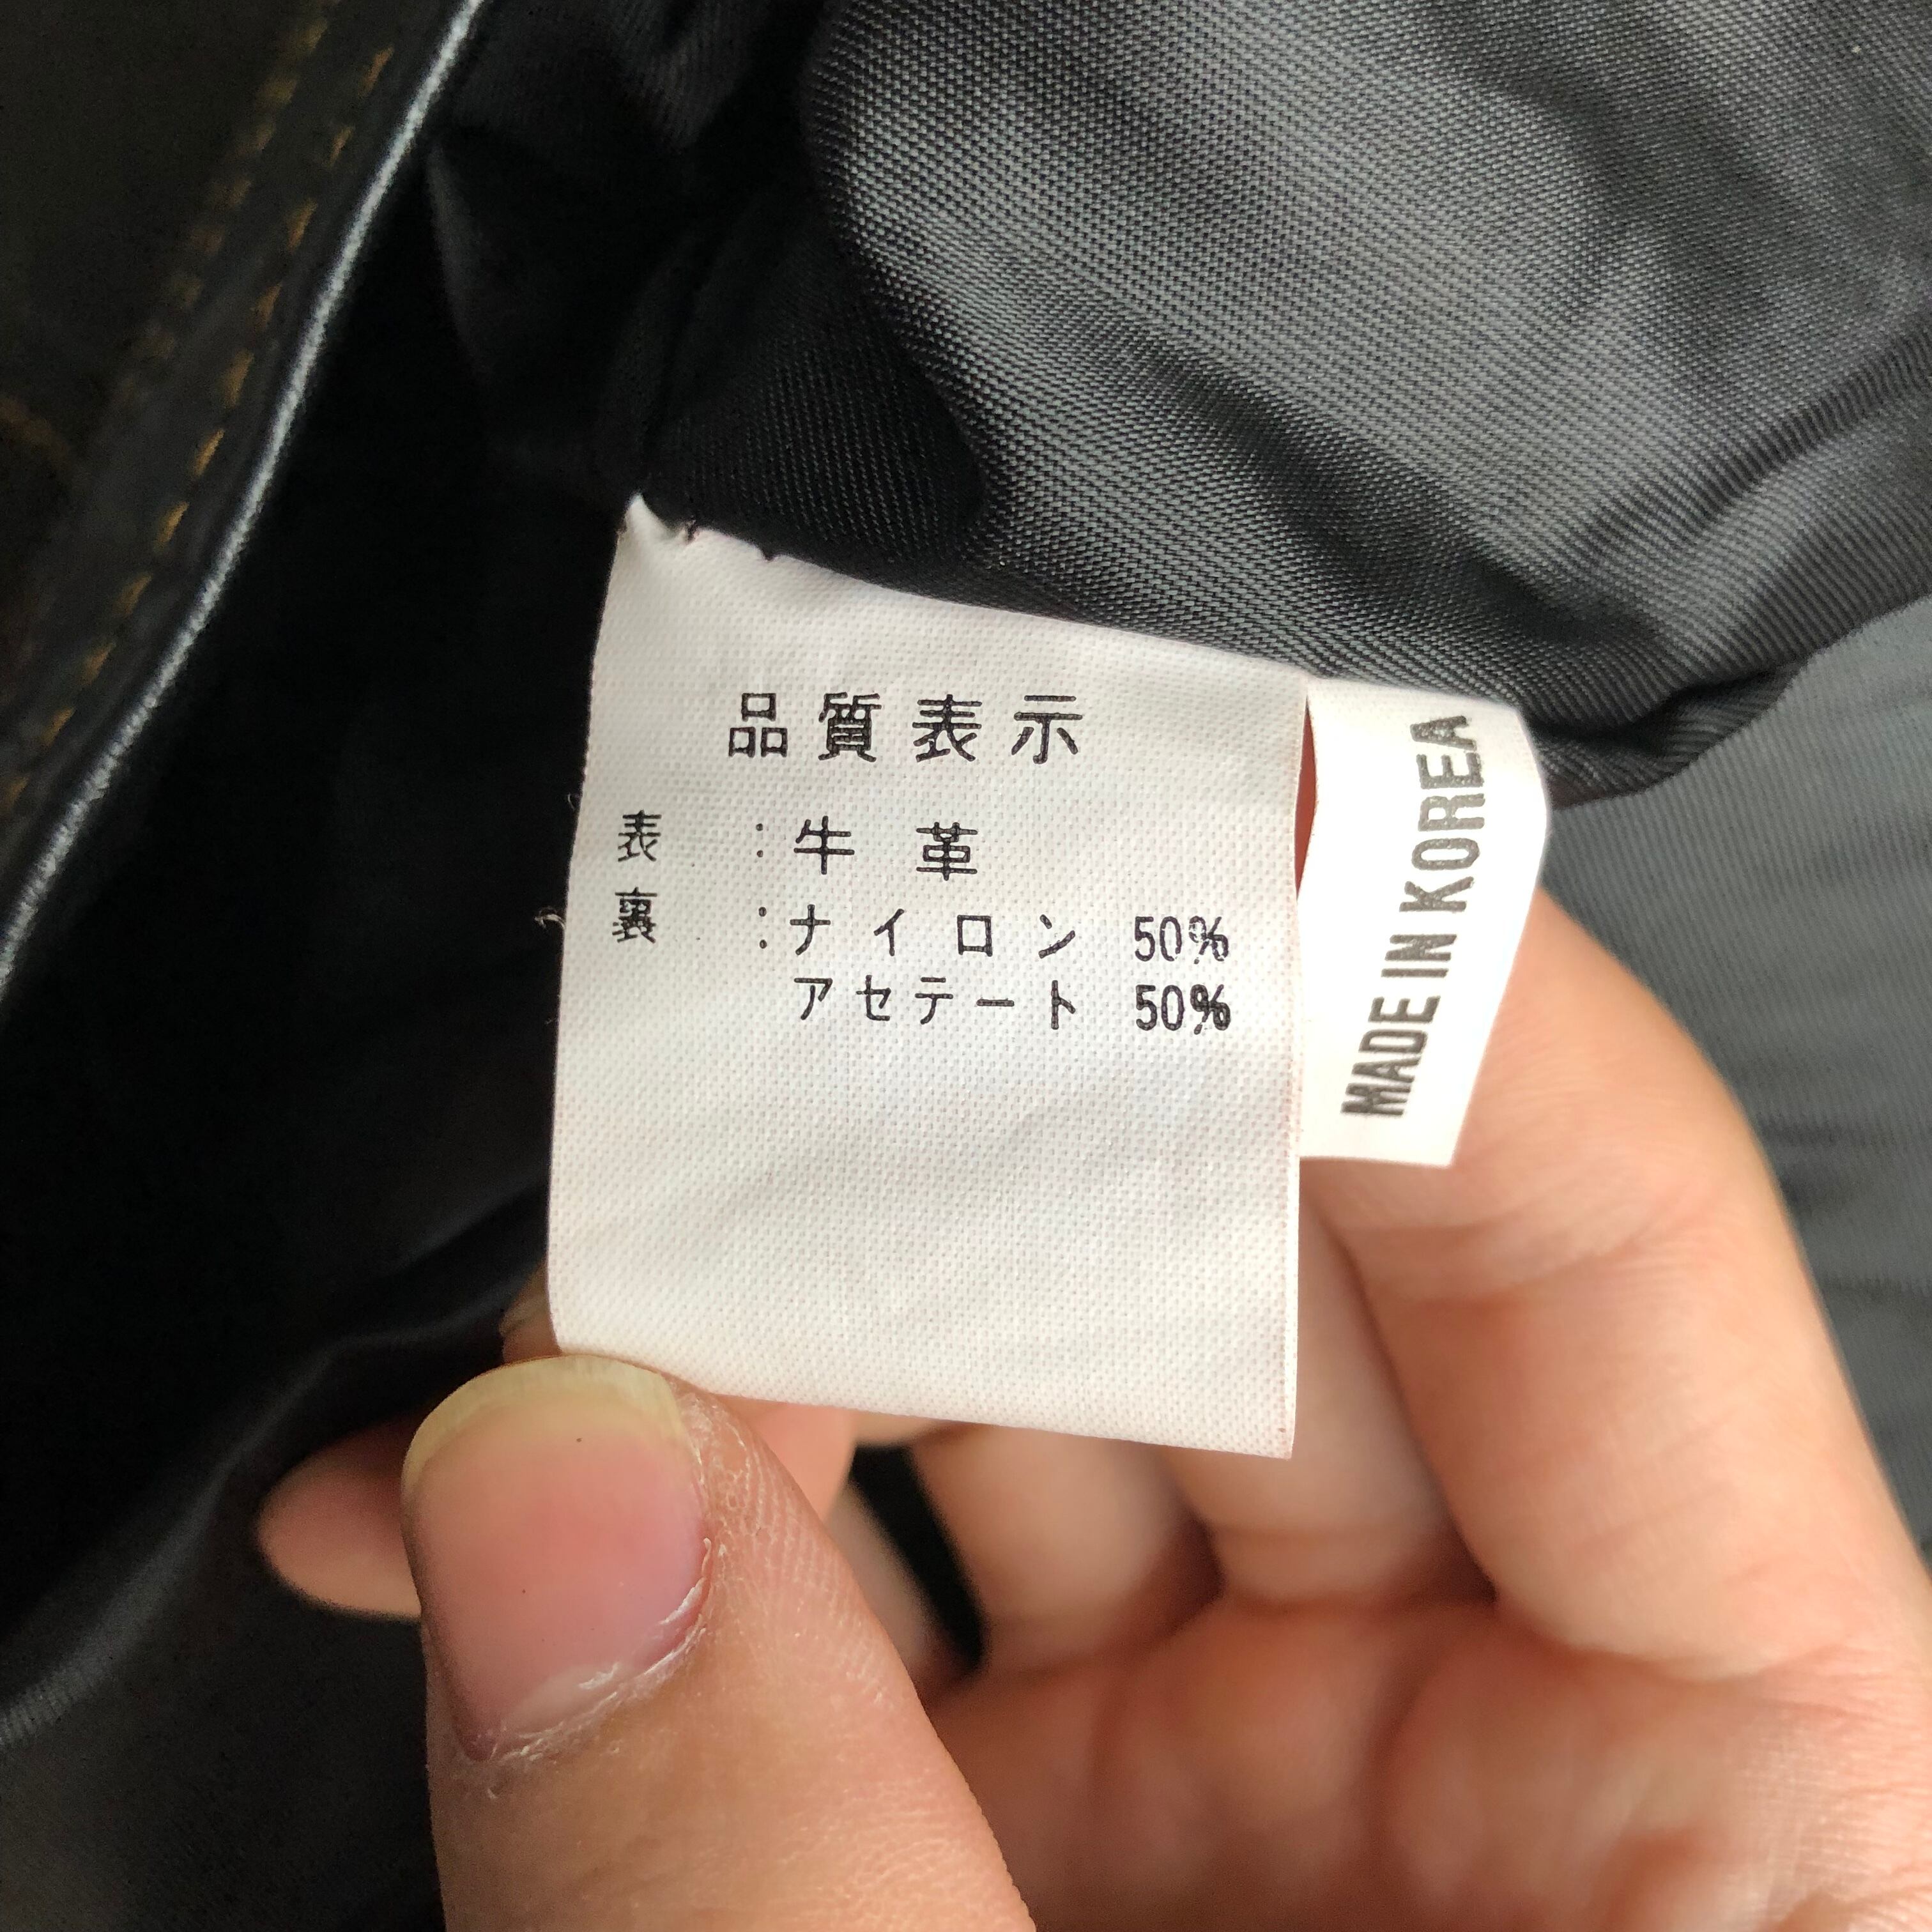 品質表示
表 : 牛革
裏 : ナイロン 50%
アセテート 50%
MADE IN KOREA